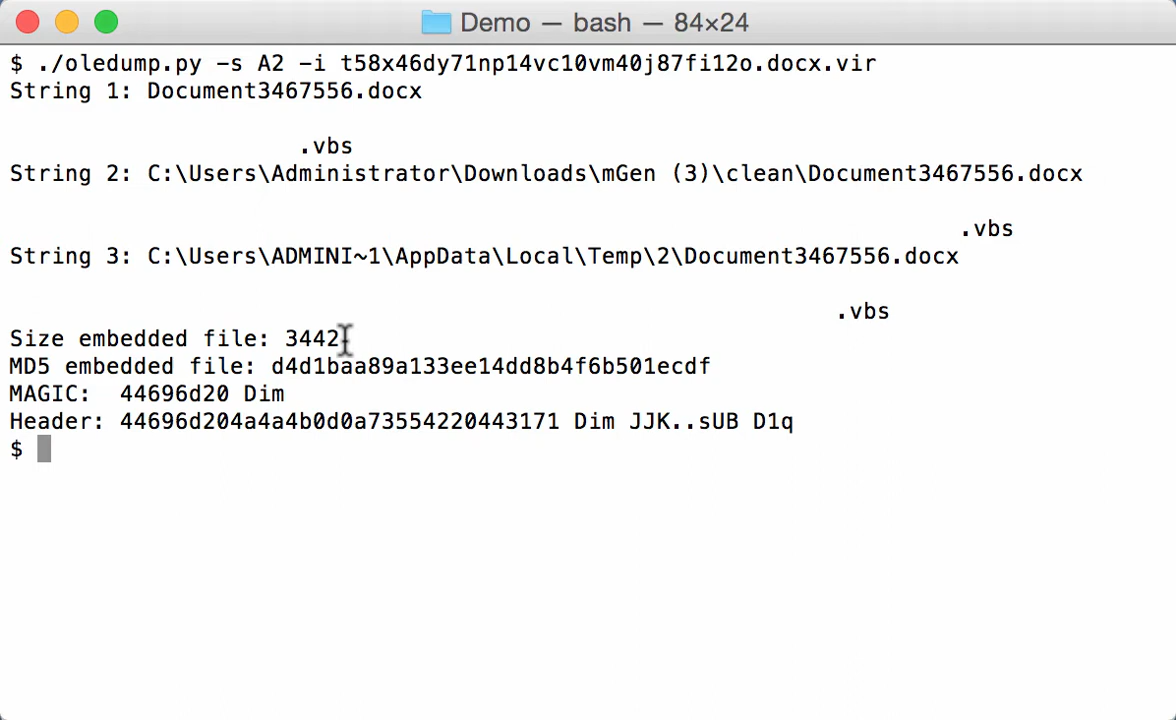 Demo — bash — 84×24
$ ./oledump.py -s A2 -i t58x46dy71np14vc10vm40j87fi12o.docx.vir
String 1: Document3467556.docx
.vbs
String 2: C:\Users\Administrator\Downloads\mGen (3)\clean\Document3467556.docx
.vbs
String 3: C:\Users\ADMINI~1\AppData\Local\Temp\2\Document3467556.docx
.vbs
Size embedded file: 3442
MD5 embedded file: d4d1baa89a133ee14dd8b4f6b501ecdf
MAGIC:  44696d20 Dim
Header: 44696d204a4a4b0d0a73554220443171 Dim JJK..sUB D1q
$